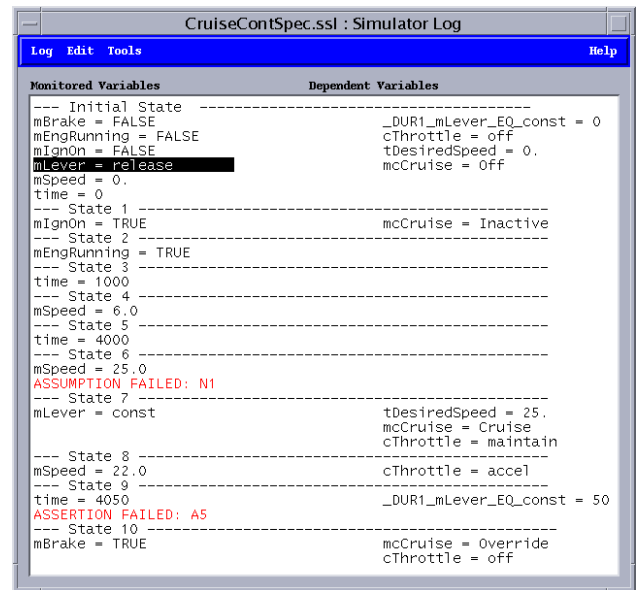 CruiseContSpec.ssl : Simulator Log
Log Edit Tools Help
Monitored Variables Dependent Variables
--- Initial State ----------------------------------
mBrake = FALSE _DUR1_mLever_EQ_const = 0
mEngRunning = FALSE cThrottle = off
mIgnOn = FALSE tDesiredSpeed = 0.
mLever = release mcCruise = Off
mSpeed = 0.
time = 0
--- State 1 ------------------------------------------
mIgnOn = TRUE mcCruise = Inactive
--- State 2 ------------------------------------------
mEngRunning = TRUE
--- State 3 ------------------------------------------
time = 1000
--- State 4 ------------------------------------------
mSpeed = 6.0
--- State 5 ------------------------------------------
time = 4000
--- State 6 ------------------------------------------
mSpeed = 25.0
ASSUMPTION FAILED: N1
--- State 7 ------------------------------------------
mLever = const tDesiredSpeed = 25.
mcCruise = Cruise
cThrottle = maintain
--- State 8 ------------------------------------------
mSpeed = 22.0 cThrottle = accel
--- State 9 ------------------------------------------
time = 4050 _DUR1_mLever_EQ_const = 50
ASSERTION FAILED: A5
--- State 10 ------------------------------------------
mBrake = TRUE mcCruise = Override
cThrottle = off